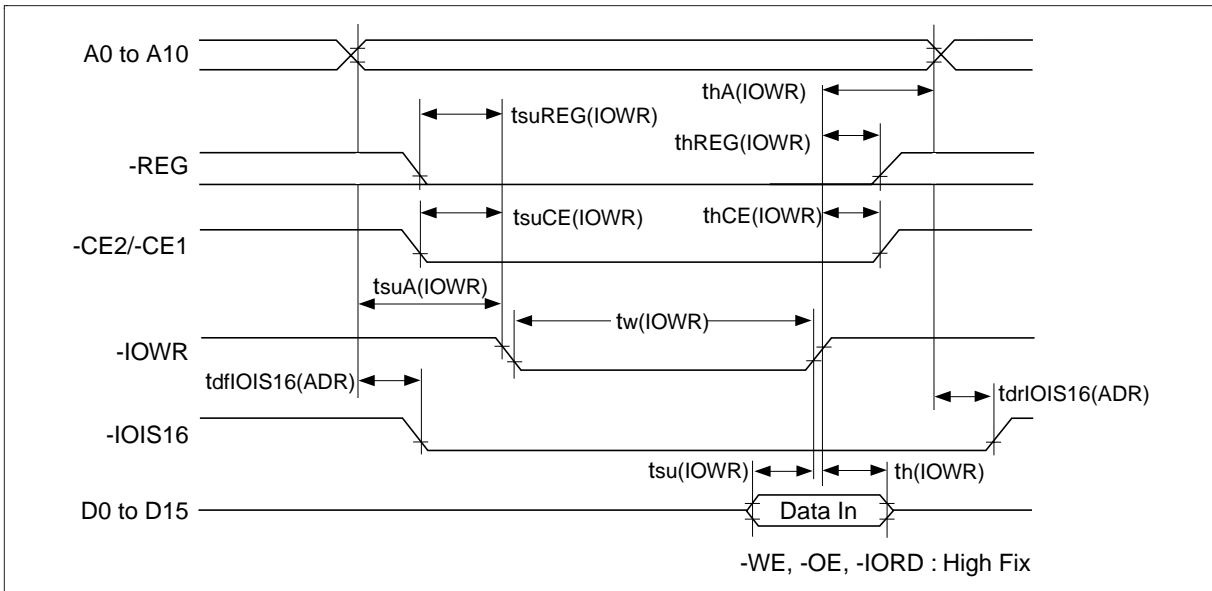 A0 to A10
thA(IOWR)
tsuREG(IOWR)
thREG(IOWR)
-REG
tsuCE(IOWR)
thCE(IOWR)
-CE2/-CE1
tsuA(IOWR)
tw(IOWR)
-IOWR
tdfIOIS16(ADR)
tdrIOIS16(ADR)
-IOIS16
tsu(IOWR)
th(IOWR)
D0 to D15
Data In
-WE, -OE, -IORD : High Fix